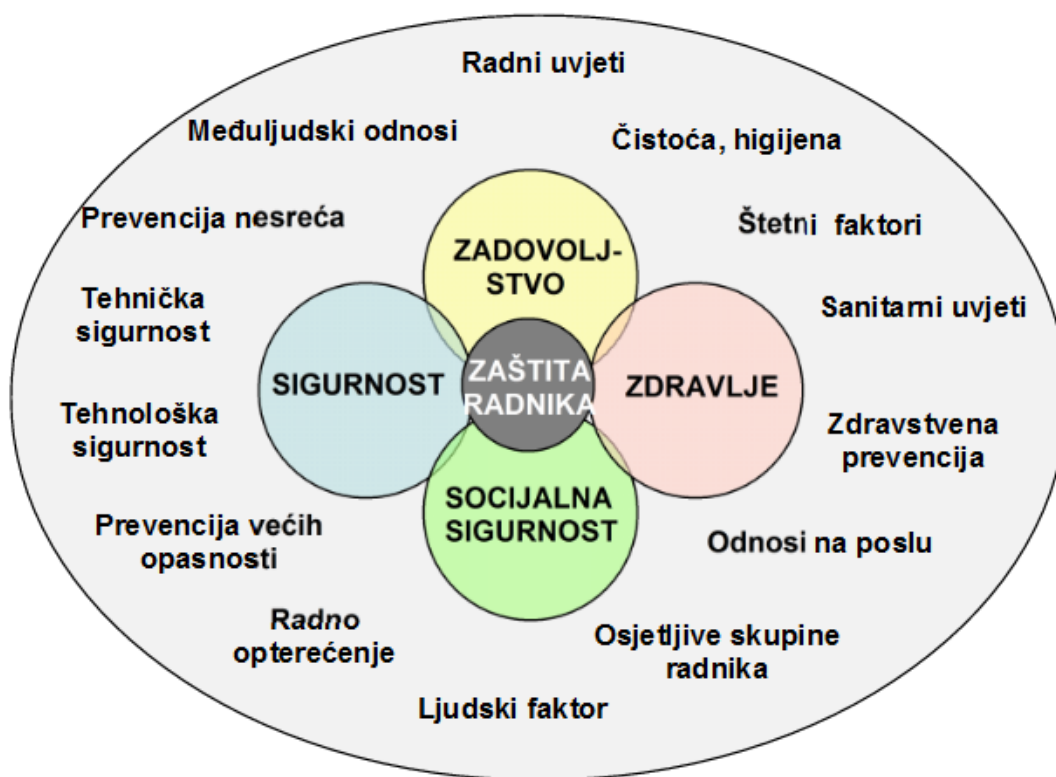 Radni uvjeti
Međuljudski odnosi
Čistoća, higijena
Prevencija nesreća
Štetni faktori
ZADOVOLJ-
STVO
Tehnička
sigurnost
Sanitarni uvjeti
SIGURNOST
ZAŠTITA
RADNIKA
ZDRAVLJE
Tehnološka
sigurnost
Zdravstvena
prevencija
SOCIJALNA
SIGURNOST
Prevencija većih
opasnosti
Odnosi na poslu
Radno
opterećenje
Osjetljive skupine
radnika
Ljudski faktor